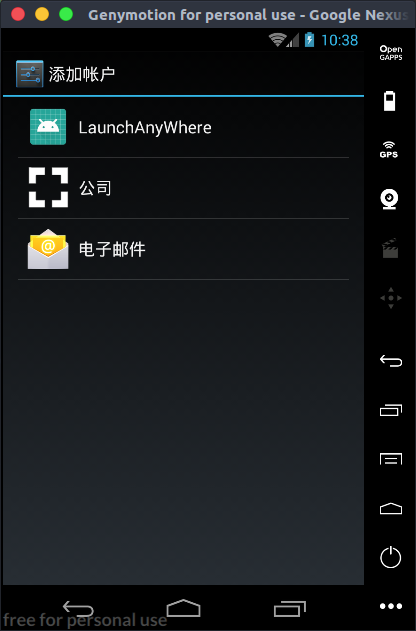 Genymotion for personal use - Google Nexus
10:38
添加帐户
LaunchAnyWhere
公司
电子邮件
Open
GAPPS
GPS
free for personal use